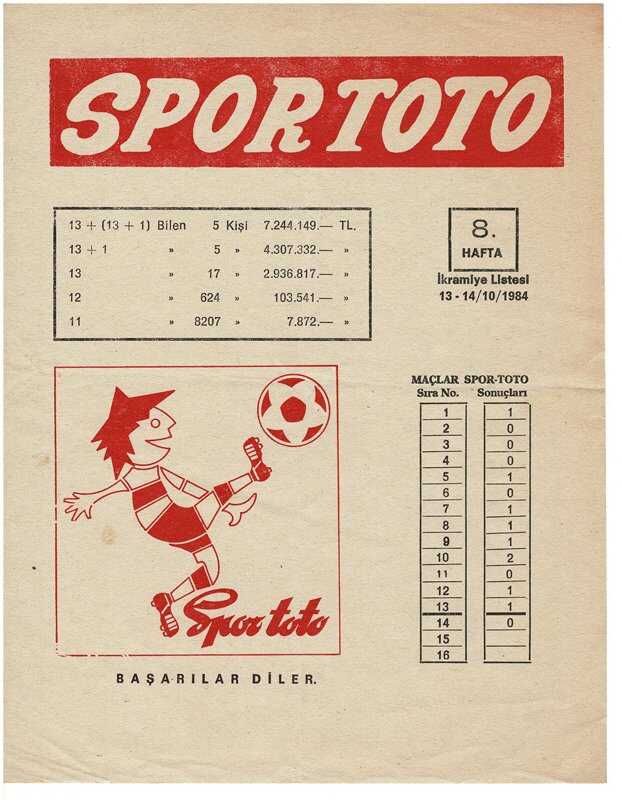 SPORTOTO
13 + (13 + 1) Bilen 5 Kişi 7.244.149.— TL.
13 + 1 » 5 » 4.307.332.— »
13 » 17 » 2.936.817.— »
12 » 624 » 103.541.— »
11 » 8207 » 7.872.— »
8.
HAFTA
İkramiye Listesi
13 - 14/10/1984
Spor toto
BAŞARILAR DİLER.
MAÇLAR SPOR-TOTO
Sıra No. Sonuçları
1 1
2 0
3 0
4 0
5 1
6 0
7 1
8 1
9 1
10 2
11 0
12 1
13 1
14 0
15
16